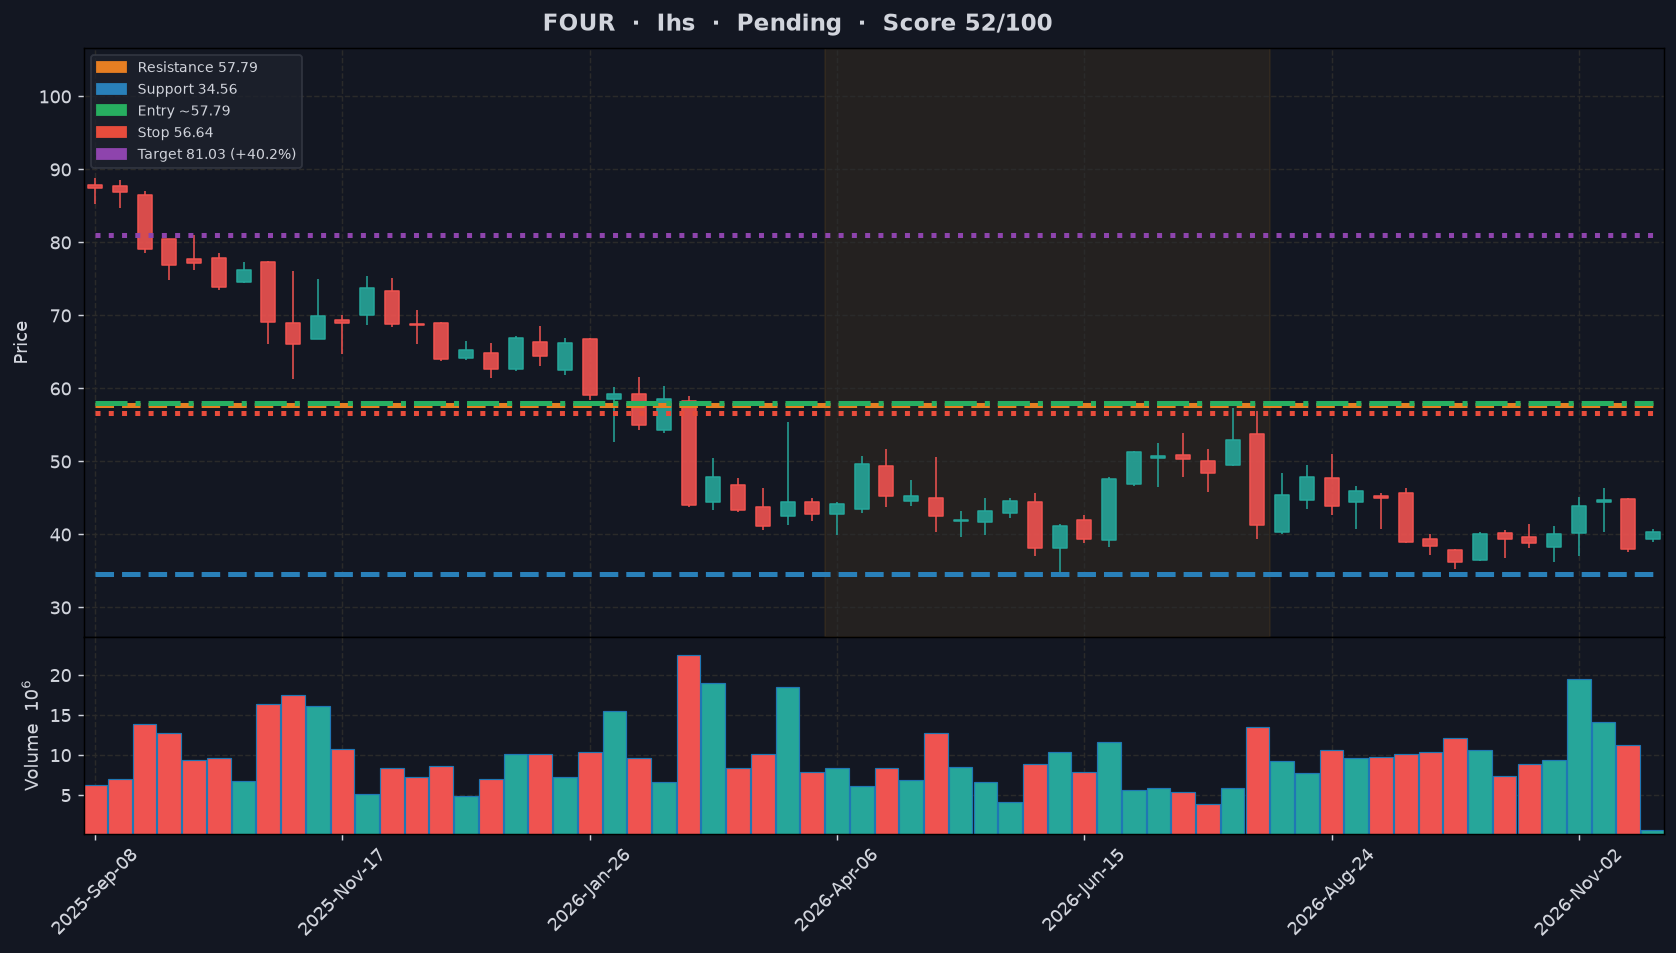 FOUR · Ihs · Pending · Score 52/100
Resistance 57.79
Support 34.56
Entry ~57.79
Stop 56.64
Target 81.03 (+40.2%)
Price
100
90
80
70
60
50
40
30
Volume 10⁶
20
15
10
5
2025-Sep-08
2025-Nov-17
2026-Jan-26
2026-Apr-06
2026-Jun-15
2026-Aug-24
2026-Nov-02